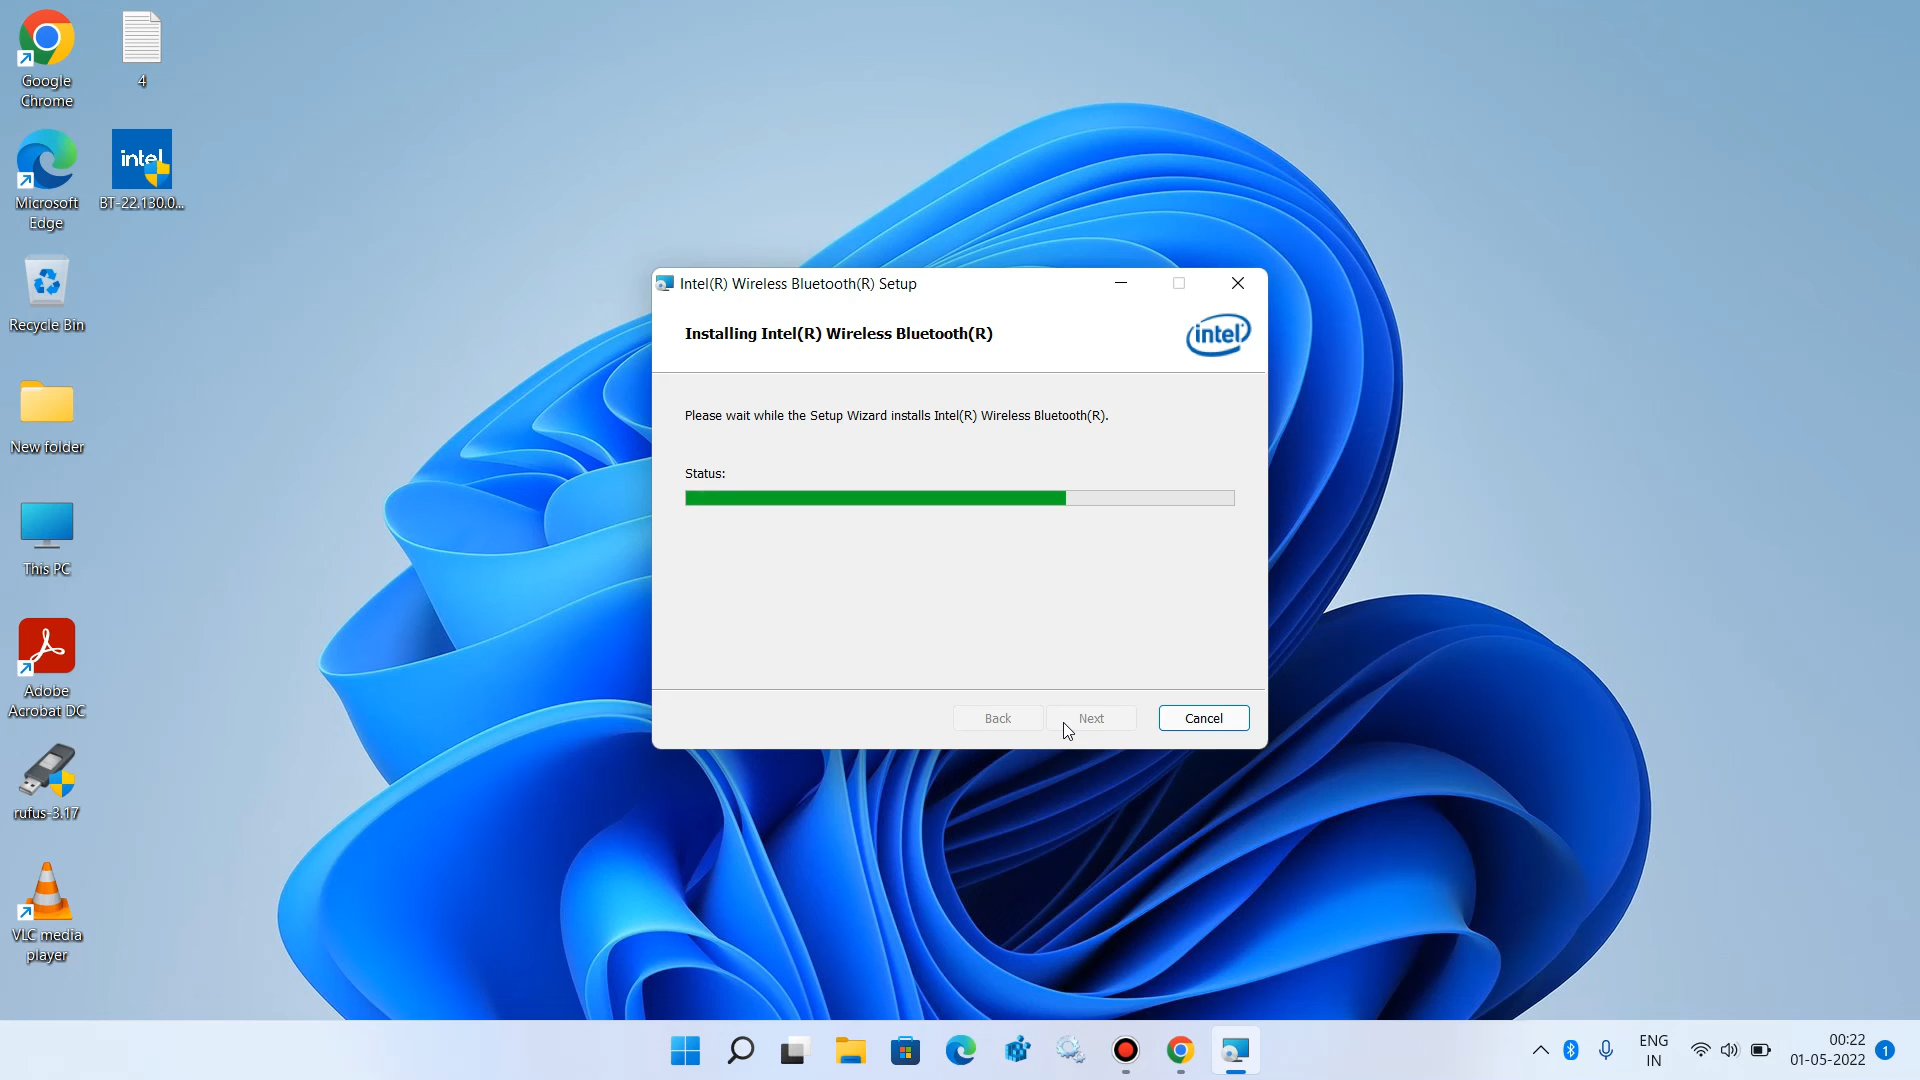 Google
Chrome
4
Microsoft
Edge
intel
BT-22.130.0...
Recycle Bin
New folder
This PC
Adobe
Acrobat DC
rufus-3.17
VLC media
player
Intel(R) Wireless Bluetooth(R) Setup
Installing Intel(R) Wireless Bluetooth(R)
intel
Please wait while the Setup Wizard installs Intel(R) Wireless Bluetooth(R).
Status:
Back
Next
Cancel
ENG
IN
00:22
01-05-2022
1